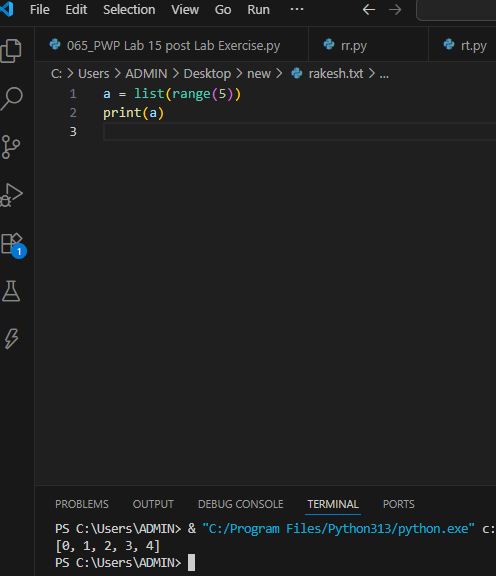 File Edit Selection View Go Run ···
065_PWP Lab 15 post Lab Exercise.py rr.py rt.py
C: > Users > ADMIN > Desktop > new > rakesh.txt > ...
1 a = list(range(5))
2 print(a)
3
1
PROBLEMS OUTPUT DEBUG CONSOLE TERMINAL PORTS
PS C:\Users\ADMIN> & "C:/Program Files/Python313/python.exe" c:
[0, 1, 2, 3, 4]
PS C:\Users\ADMIN>